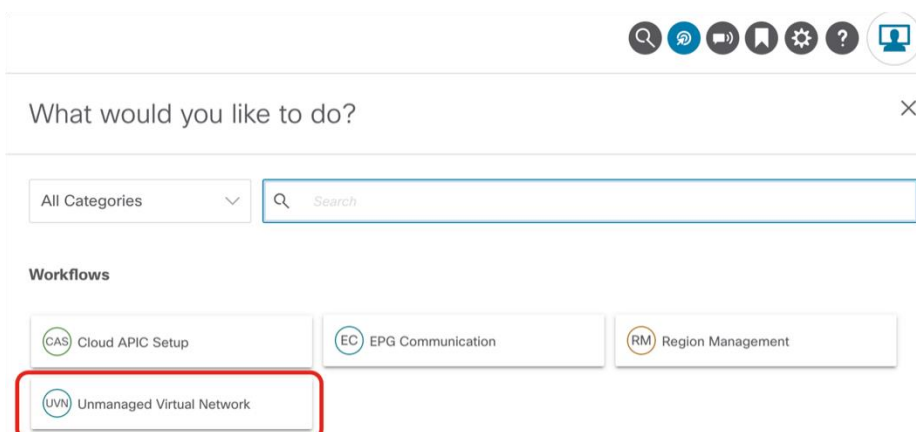 ?
What would you like to do?
All Categories
Search
Workflows
CAS Cloud APIC Setup
EC EPG Communication
RM Region Management
UVN Unmanaged Virtual Network